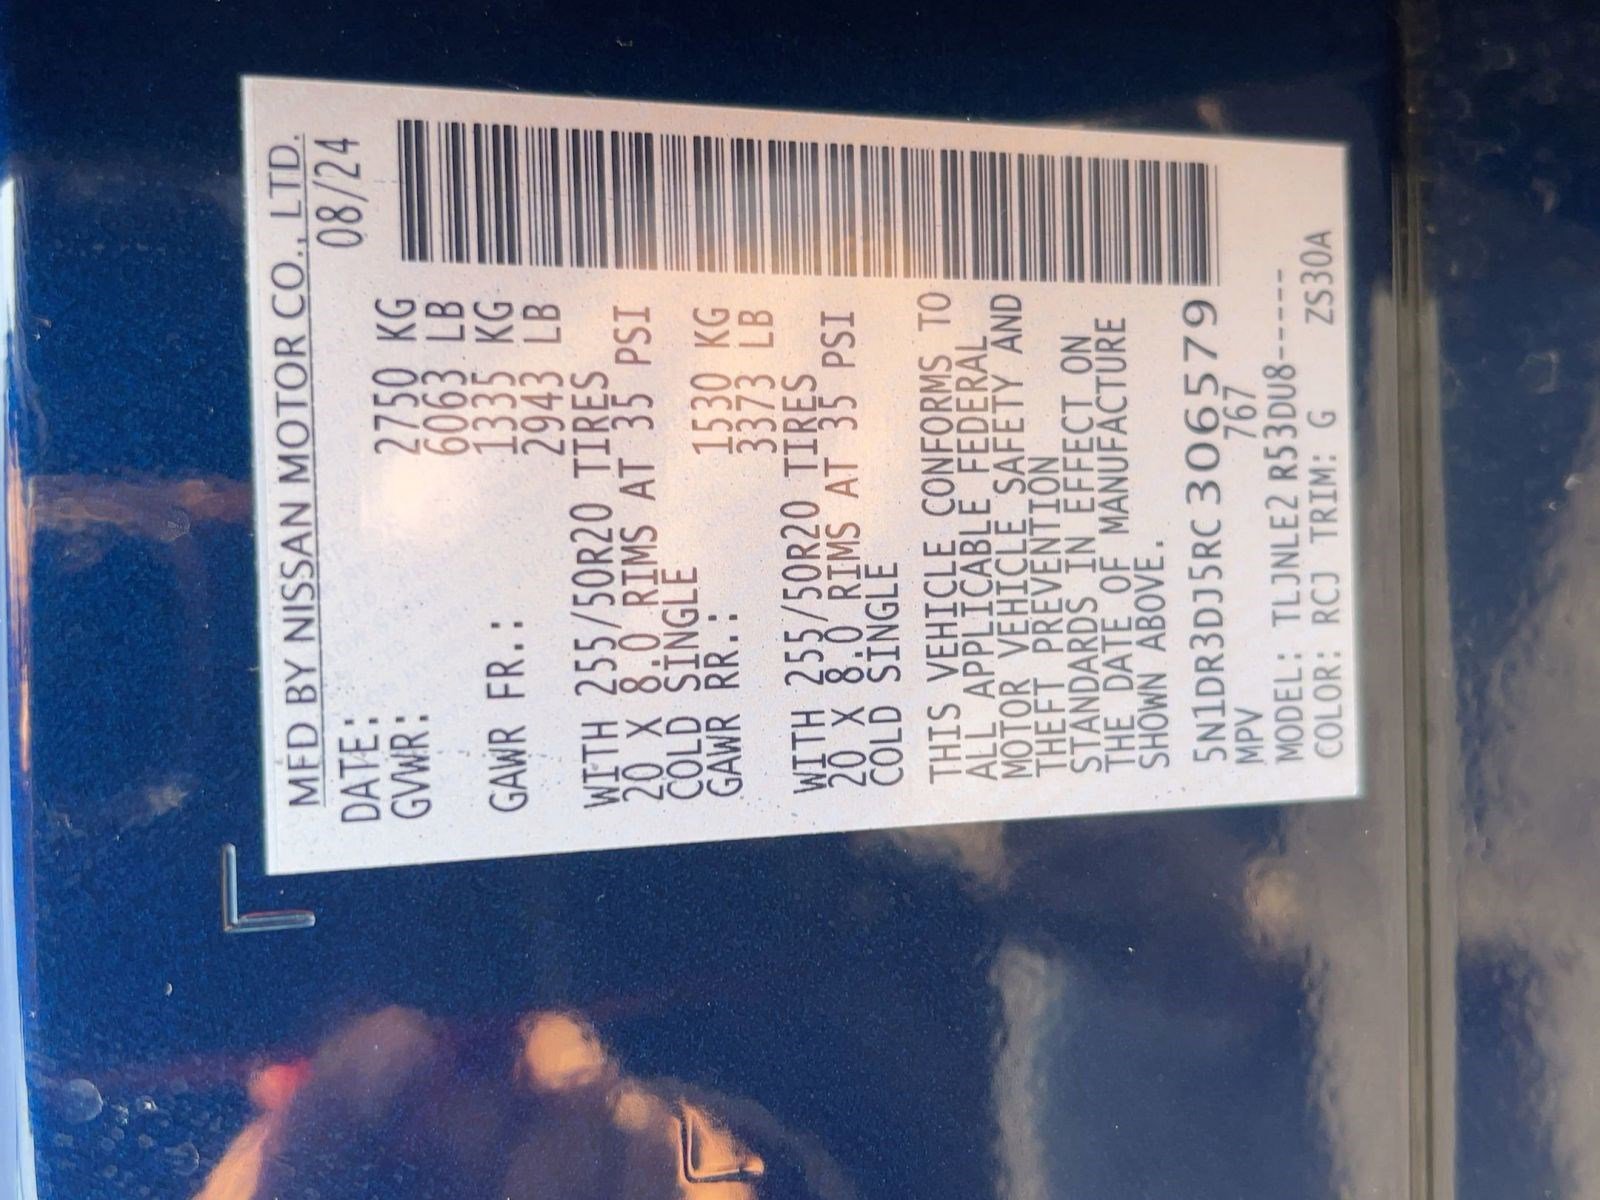 MFD BY NISSAN MOTOR CO., LTD.
DATE: 08/24
GVWR: 2750 KG
6063 LB
GAWR FR.: 1335 KG
2943 LB
WITH 255/50R20 TIRES
20 X 8.0 RIMS AT 35 PSI
COLD SINGLE
GAWR RR.: 1530 KG
3373 LB
WITH 255/50R20 TIRES
20 X 8.0 RIMS AT 35 PSI
COLD SINGLE
THIS VEHICLE CONFORMS TO
ALL APPLICABLE FEDERAL
MOTOR VEHICLE SAFETY AND
THEFT PREVENTION
STANDARDS IN EFFECT ON
THE DATE OF MANUFACTURE
SHOWN ABOVE.
5N1DR3DJ5RC306579
MPV 767
MODEL: TLJNLE2 R53DU8-----
COLOR: RCJ TRIM: G ZS30A